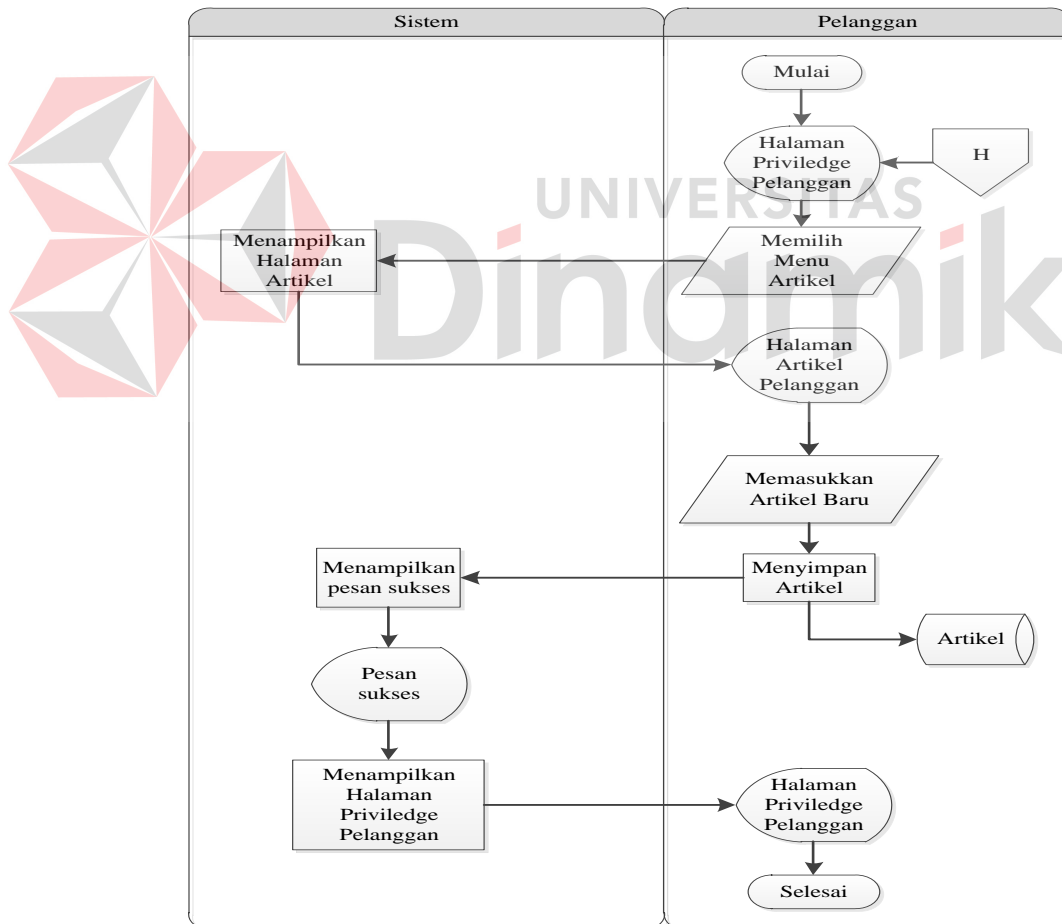 Sistem
Pelanggan
Mulai
Halaman
Priviledge
Pelanggan
H
UNIVERSITAS
Dinamik
Memilih
Menu
Artikel
Menampilkan
Halaman
Artikel
Halaman
Artikel
Pelanggan
Memasukkan
Artikel Baru
Menyimpan
Artikel
Menampilkan
pesan sukses
Artikel
Pesan
sukses
Menampilkan
Halaman
Priviledge
Pelanggan
Halaman
Priviledge
Pelanggan
Selesai